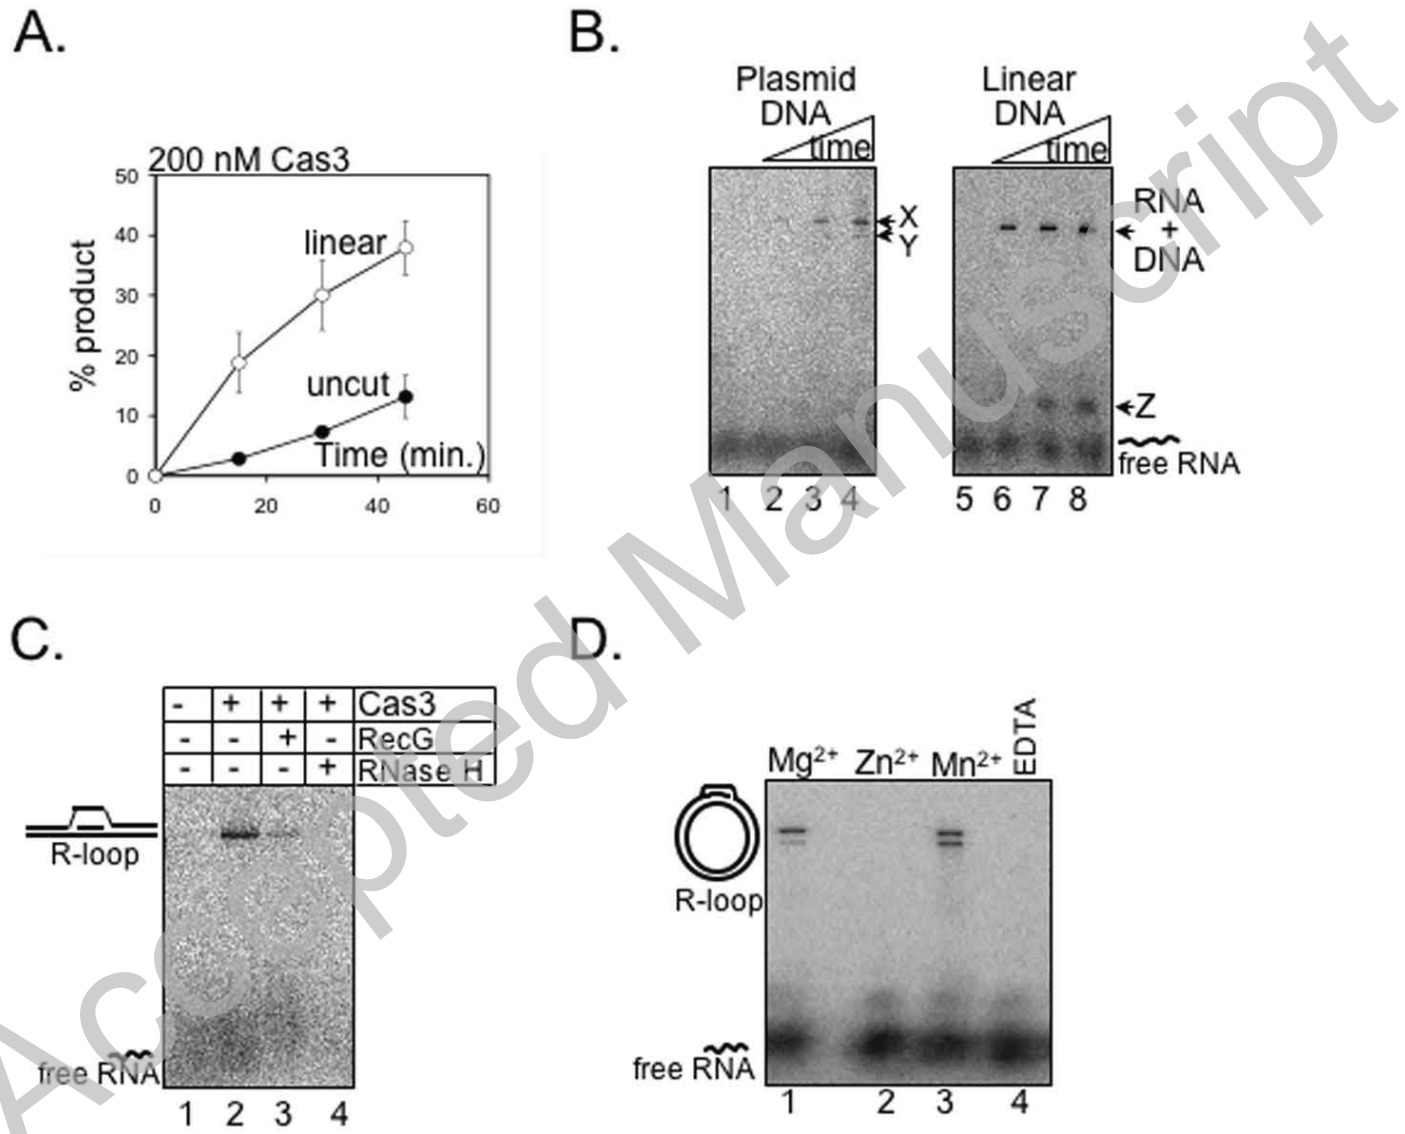 A.
200 nM Cas3
50
40
30
20
10
0
% product
linear
uncut
Time (min.)
0 20 40 60
B.
Plasmid
DNA
time
X
Y
1 2 3 4
Linear
DNA
time
RNA
+
DNA
Z
free RNA
5 6 7 8
C.
- + + + Cas3
- - + - RecG
- - - + RNase H
R-loop
free RNA
1 2 3 4
D.
Mg2+ Zn2+ Mn2+ EDTA
R-loop
free RNA
1 2 3 4
Accepted Manuscript